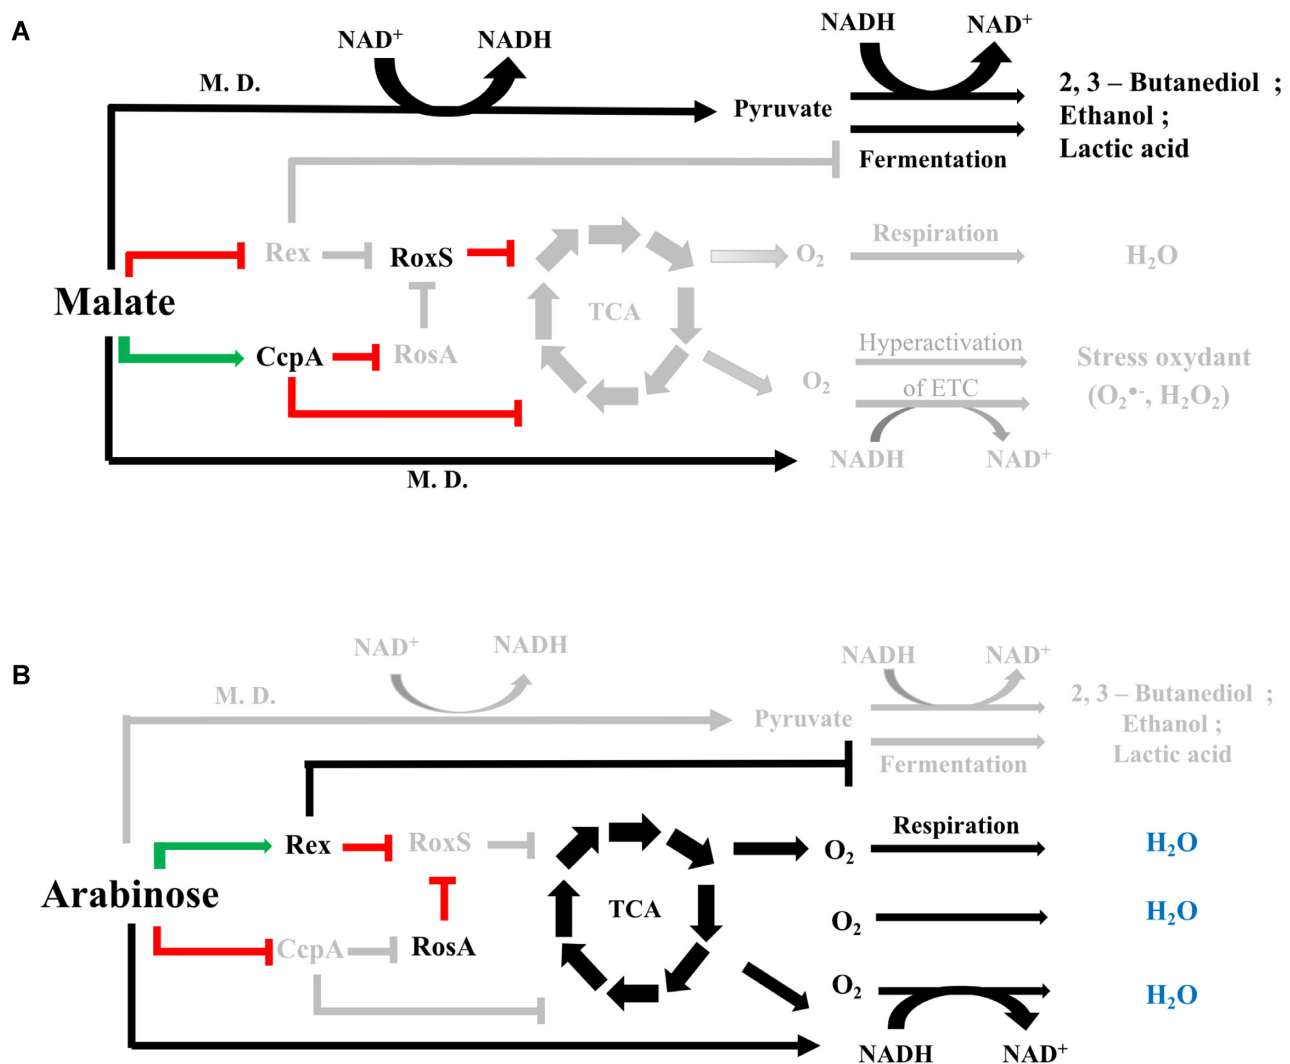 A
NAD⁺ NADH
NADH NAD⁺
M. D.
Pyruvate
2, 3 – Butanediol ;
Ethanol ;
Lactic acid
Fermentation
Rex RoxS
Respiration
O₂ H₂O
Malate
TCA
CcpA RosA
Hyperactivation
of ETC
O₂
Stress oxydant
(O₂•-, H₂O₂)
NADH NAD⁺
M. D.
B
NAD⁺ NADH
NADH NAD⁺
M. D.
Pyruvate
2, 3 – Butanediol ;
Ethanol ;
Lactic acid
Fermentation
Rex RoxS
Respiration
O₂ H₂O
Arabinose
TCA
O₂ H₂O
CcpA RosA
O₂ H₂O
NADH NAD⁺